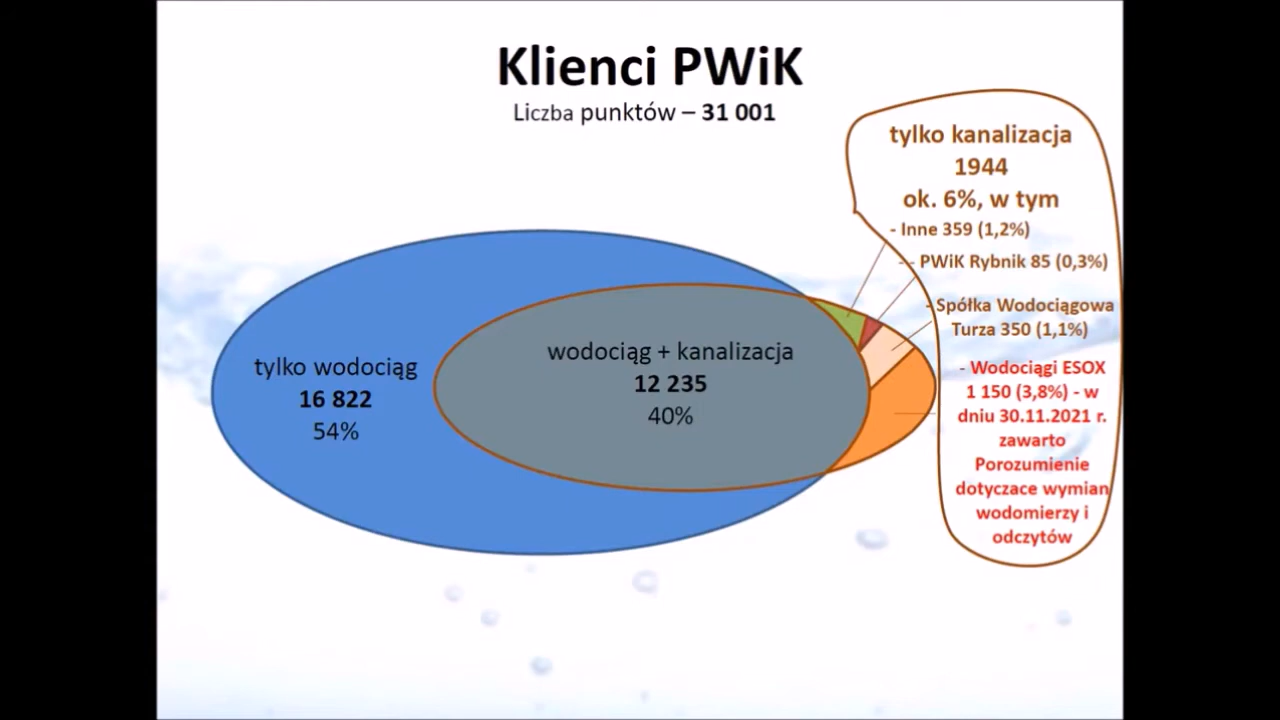 Klienci PWiK
Liczba punktów – 31 001
tylko kanalizacja
1944
ok. 6%, w tym
- Inne 359 (1,2%)
- PWiK Rybnik 85 (0,3%)
- Spółka Wodociągowa
Turza 350 (1,1%)
- Wodociągi ESOX
1 150 (3,8%) - w
dniu 30.11.2021 r.
zawarto
Porozumienie
dotyczace wymian
wodomierzy i
odczytów
tylko wodociąg
16 822
54%
wodociąg + kanalizacja
12 235
40%